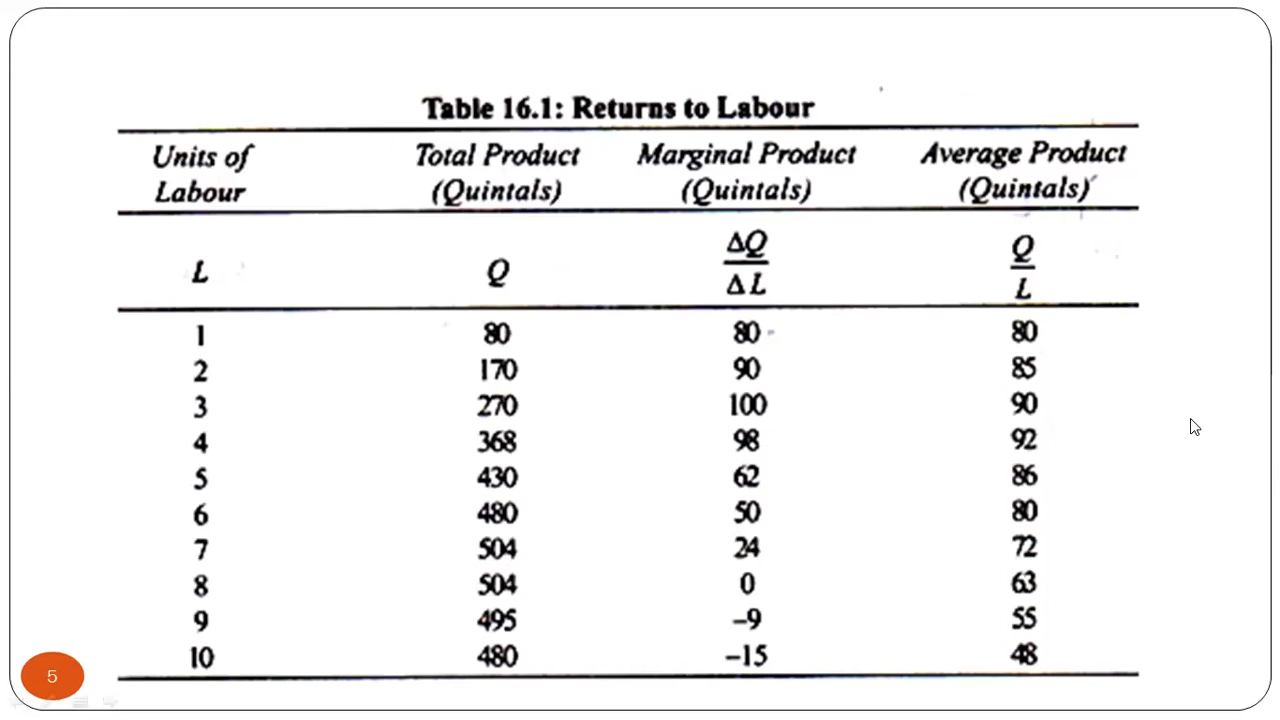 Table 16.1: Returns to Labour
Units of Labour Total Product (Quintals) Marginal Product (Quintals) Average Product (Quintals)
L Q ΔQ/ΔL Q/L
1 80 80 80
2 170 90 85
3 270 100 90
4 368 98 92
5 430 62 86
6 480 50 80
7 504 24 72
8 504 0 63
9 495 –9 55
10 480 –15 48
5